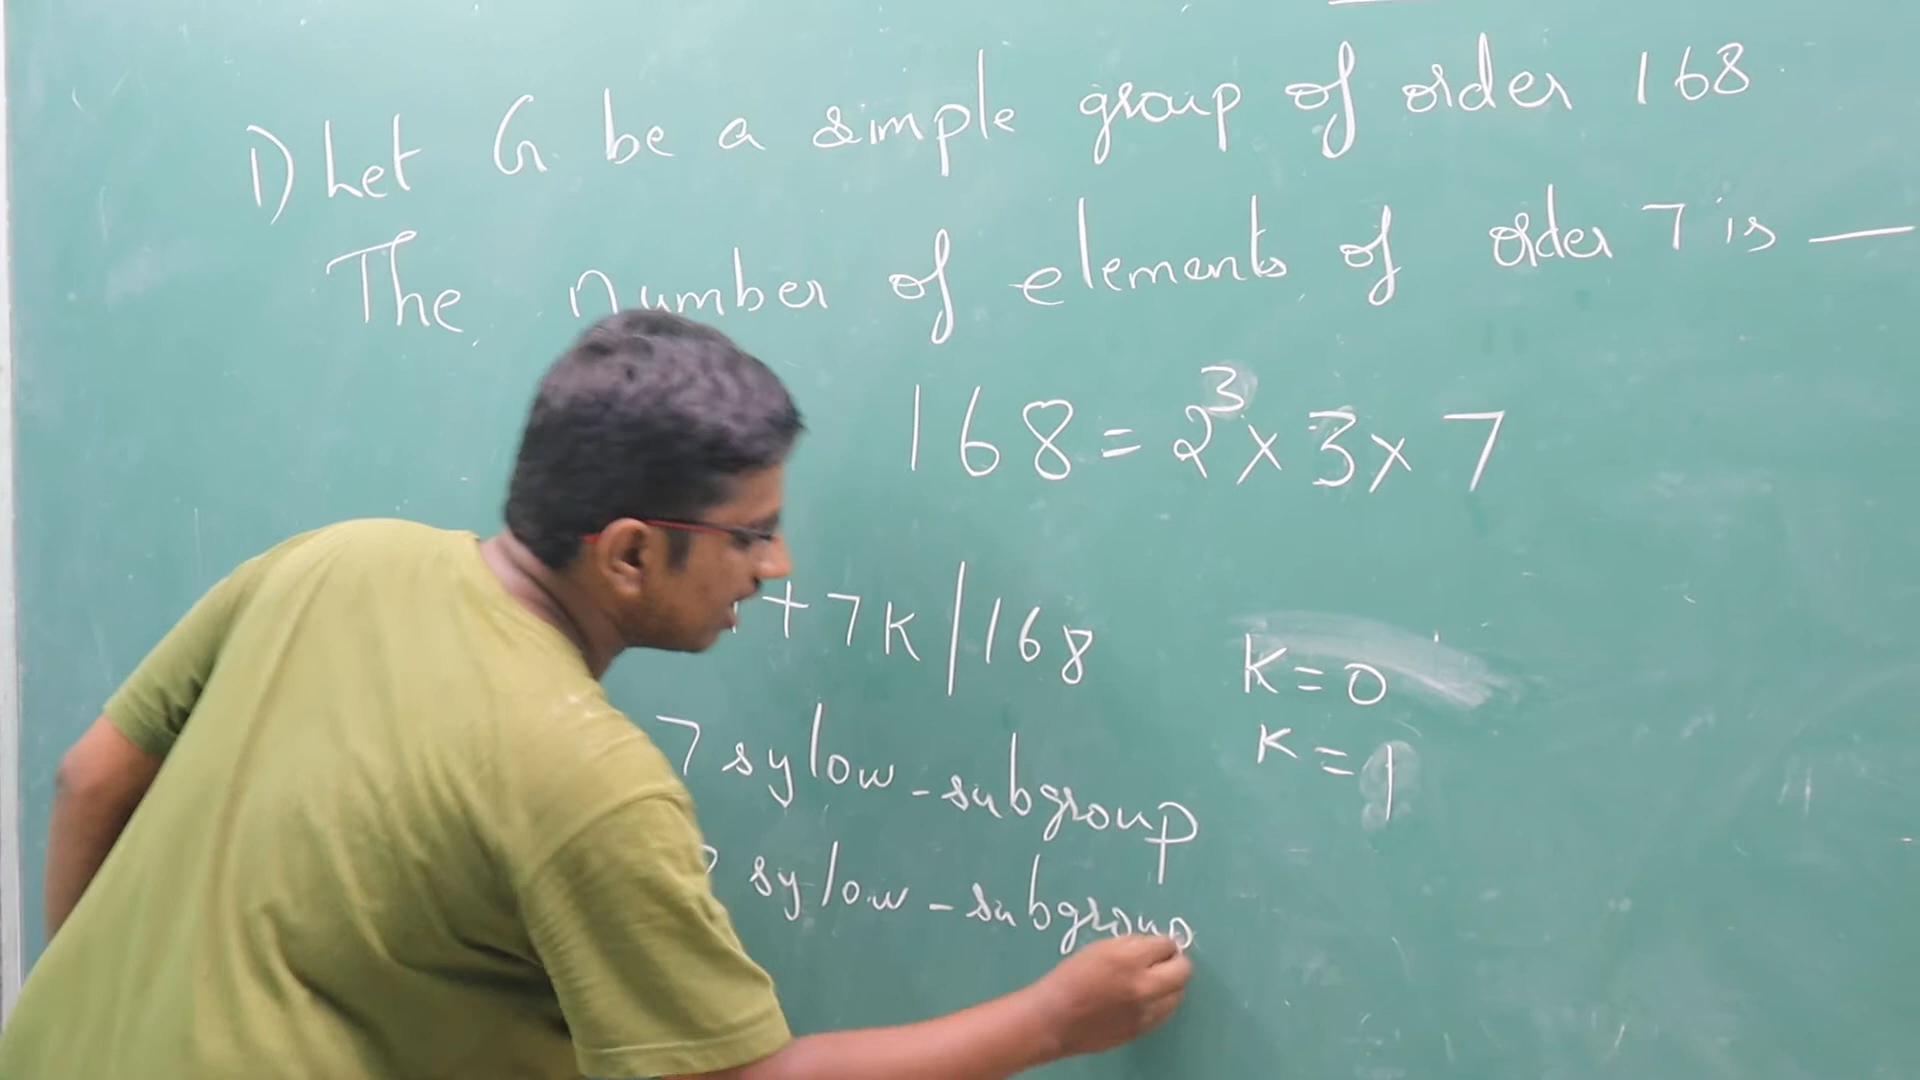 1) Let G be a simple group of order 168
The number of elements of order 7 is —
168 = 2³ x 3 x 7
+ 7K / 168
K = 0
K = 1
7 sylow - subgroup
sylow - subgroup